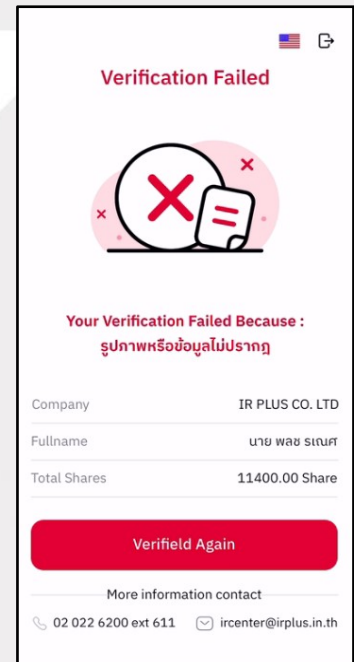 Verification Failed
Your Verification Failed Because :
รูปภาพหรือข้อมูลไม่ปรากฎ
Company IR PLUS CO. LTD
Fullname นาย พลช ธเณศ
Total Shares 11400.00 Share
Verifield Again
More information contact
02 022 6200 ext 611 ircenter@irplus.in.th